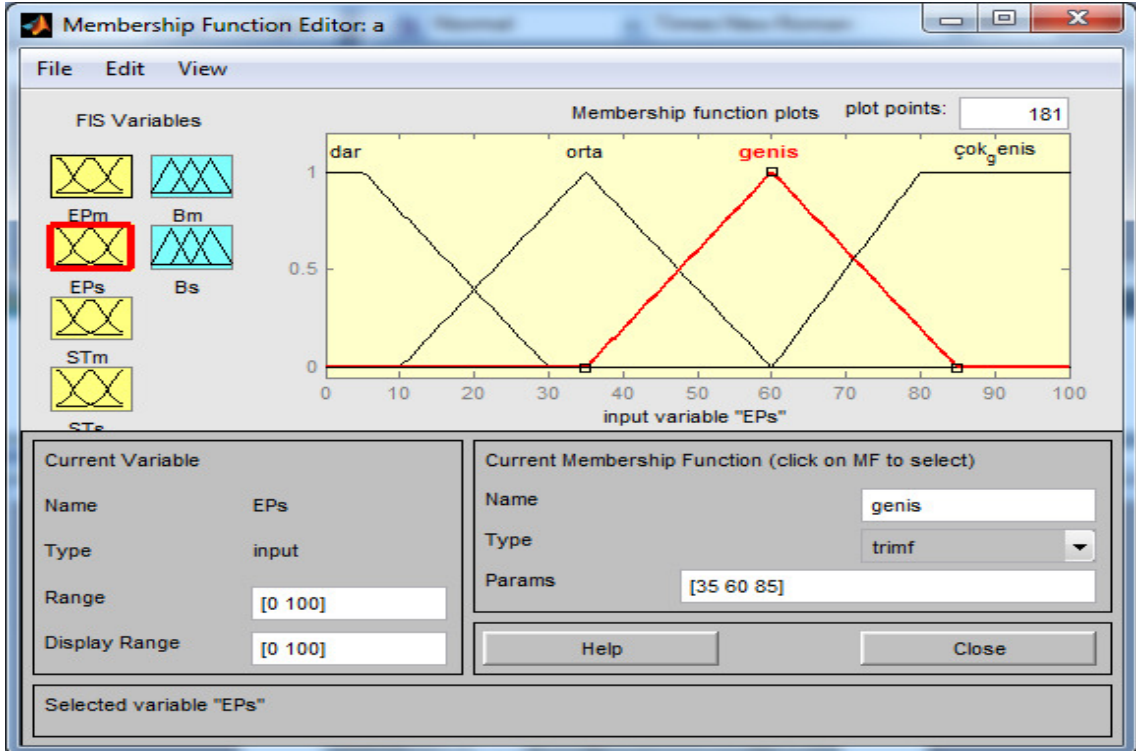 Membership Function Editor: a
File Edit View
FIS Variables
Membership function plots plot points: 181
EPm Bm
EPs Bs
STm
STs
dar orta genis çok_genis
1
0.5
0
0 10 20 30 40 50 60 70 80 90 100
input variable "EPs"
Current Variable
Name EPs
Type input
Range [0 100]
Display Range [0 100]
Current Membership Function (click on MF to select)
Name genis
Type trimf
Params [35 60 85]
Help Close
Selected variable "EPs"